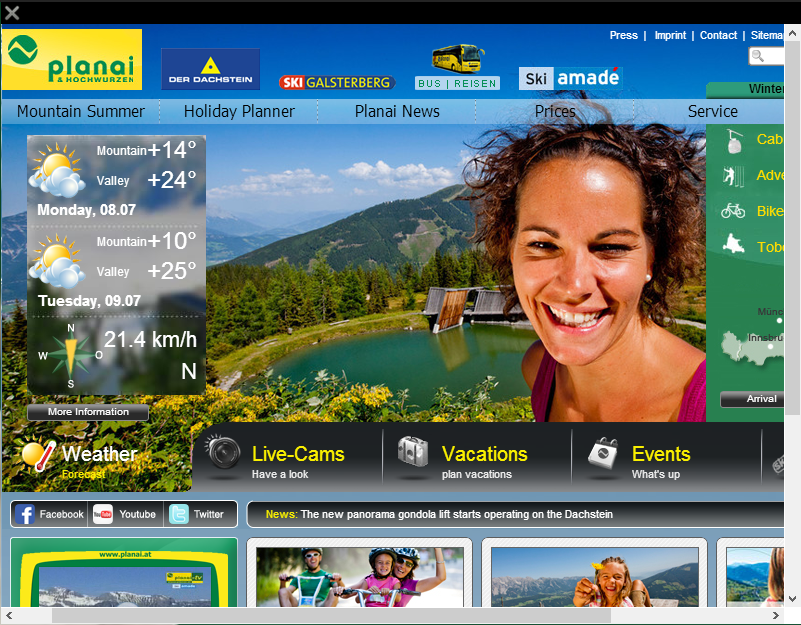 Press | Imprint | Contact | Sitema
planai
& HOCHWURZEN
DER DACHSTEIN
SKI GALSTERBERG
BUS | REISEN
Ski amadé
Winter
Mountain Summer
Holiday Planner
Planai News
Prices
Service
Mountain +14°
Valley +24°
Monday, 08.07
Mountain +10°
Valley +25°
Tuesday, 09.07
N
W O
S
21.4 km/h
N
More Information
Cab
Adve
Bike
Tobo
Münc
Innsbru
Arrival
Weather
Forecast
Live-Cams
Have a look
Vacations
plan vacations
Events
What's up
Facebook
Youtube
Twitter
News: The new panorama gondola lift starts operating on the Dachstein
www.planai.at